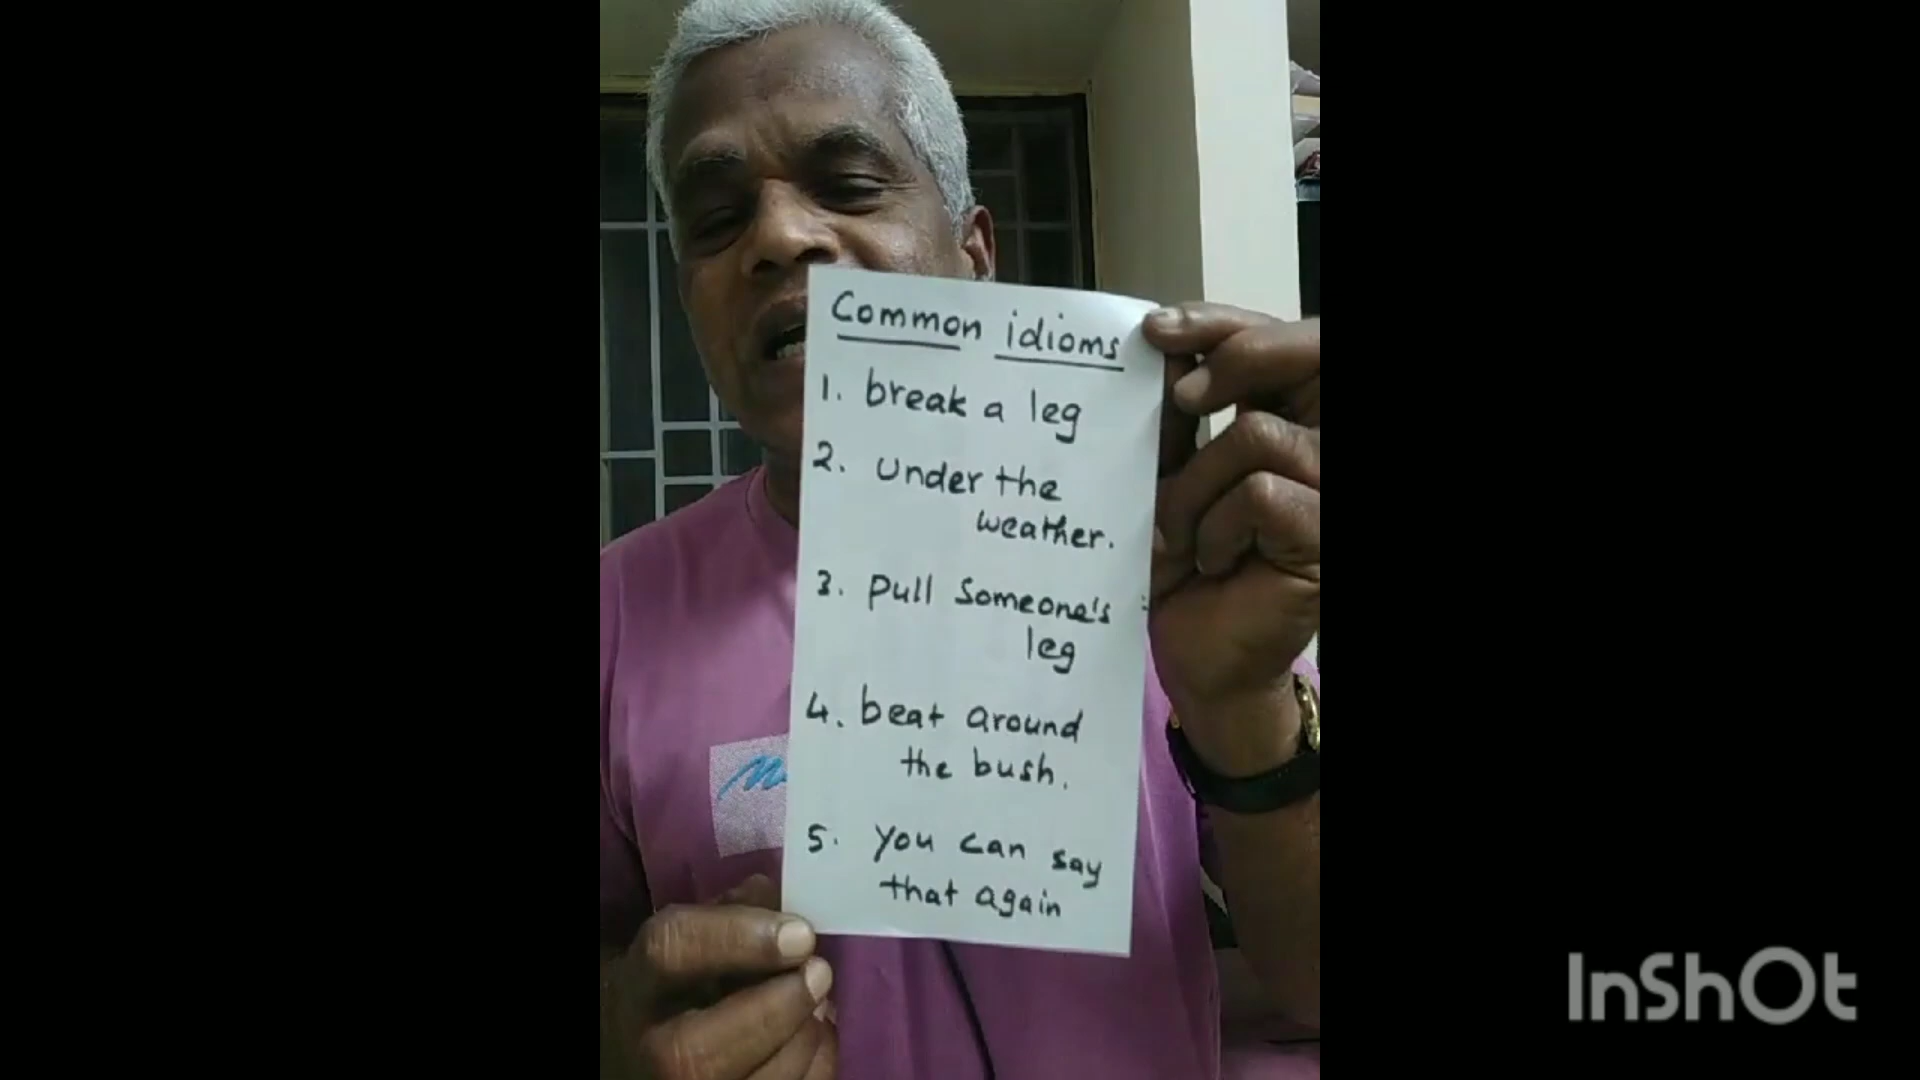 Common idioms
1. break a leg
2. under the
weather.
3. pull someone's
leg
4. beat around
the bush.
5. you can say
that again
InShOt